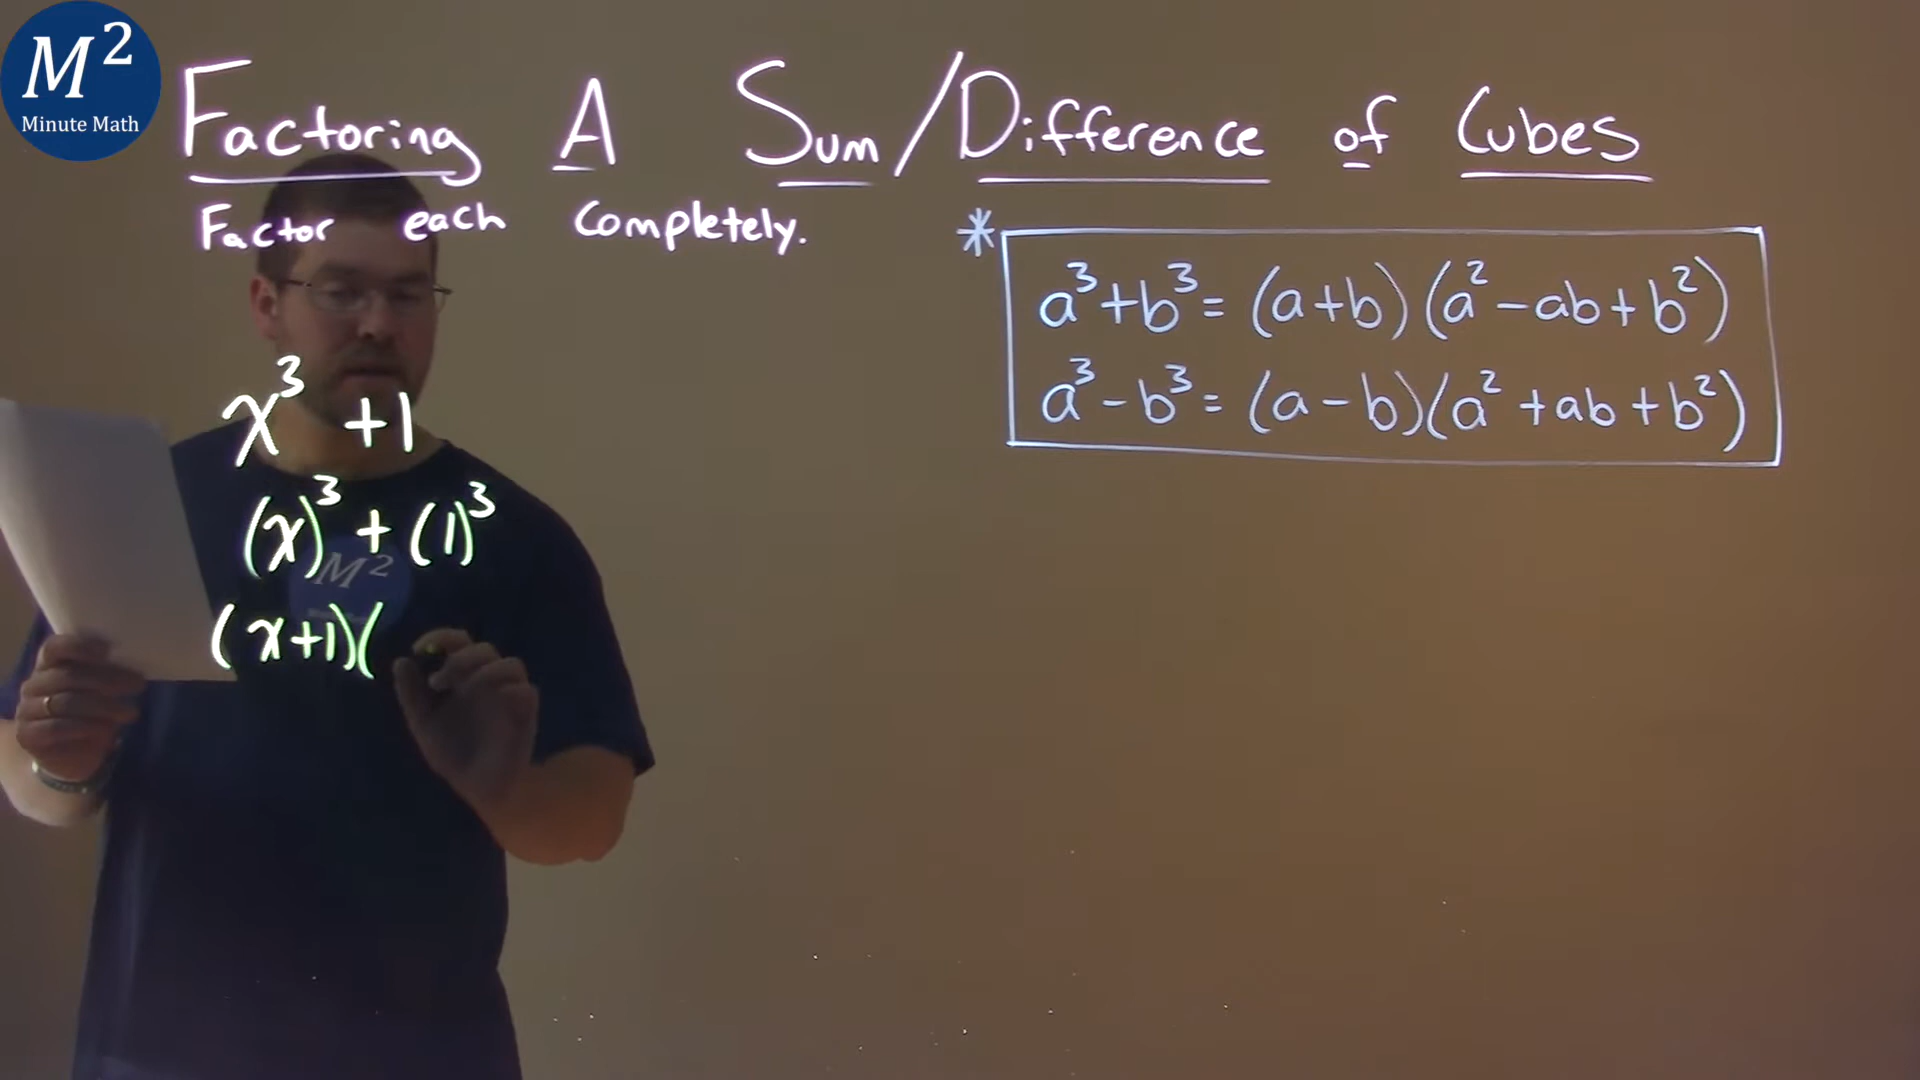 M²
Minute Math
Factoring A Sum/Difference of Cubes
Factor each completely.
*
a³+b³= (a+b)(a²-ab+b²)
a³-b³= (a-b)(a²+ab+b²)
x³+1
(x)³+(1)³
M²
(x+1)(